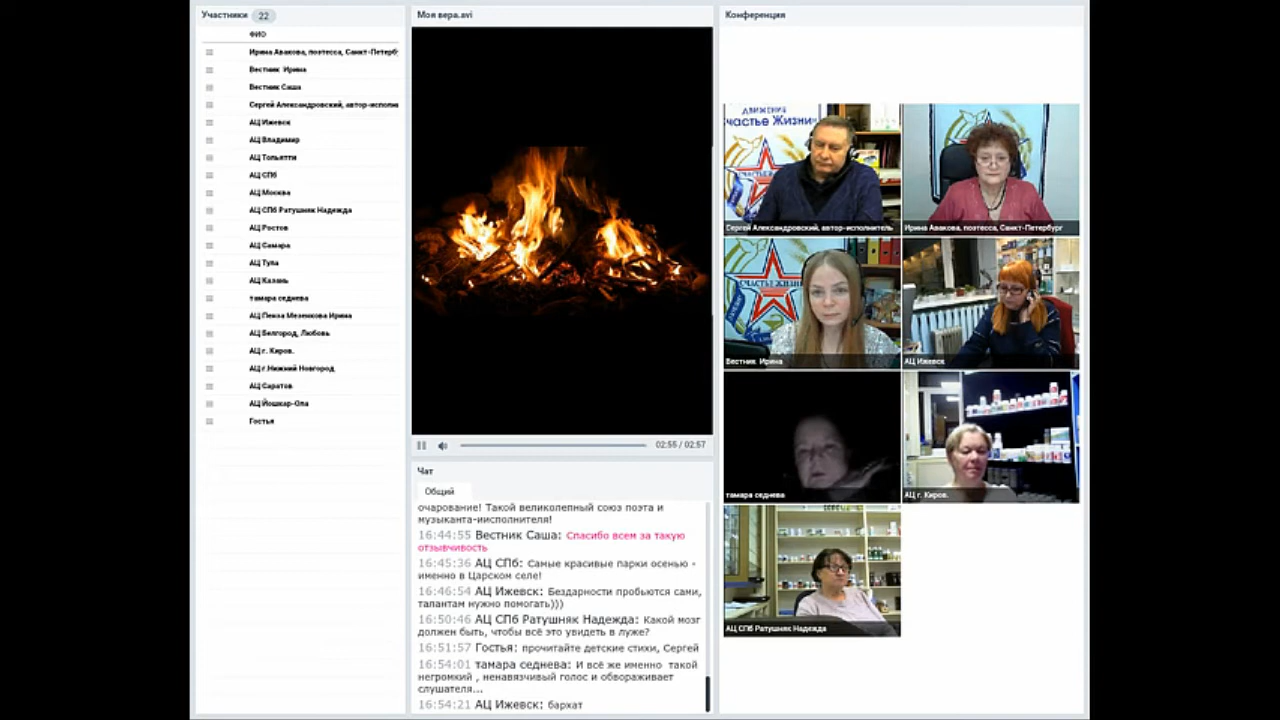 Участники 22
ФИО
Ирина Авакова, поэтесса, Санкт-Петерб
Вестник Ирина
Вестник Саша
Сергей Александровский, автор-исполни
АЦ Ижевск
АЦ Владимир
АЦ Тольятти
АЦ СПб
АЦ Москва
АЦ СПб Ратушняк Надежда
АЦ Ростов
АЦ Самара
АЦ Тула
АЦ Казань
тамара седнева
АЦ Пенза Мезенкова Ирина
АЦ Белгород, Любовь
АЦ г. Киров.
АЦ г.Нижний Новгород
АЦ Саратов
АЦ Йошкар-Ола
Гостья
Моя вера.avi
02:55 / 02:57
Чат
Общий
очарование! Такой великолепный союз поэта и
музыканта-иисполнителя!
16:44:55 Вестник Саша: Спасибо всем за такую
отзывчивость
16:45:36 АЦ СПб: Самые красивые парки осенью -
именно в Царском селе!
16:46:54 АЦ Ижевск: Бездарности пробьются сами,
талантам нужно помогать)))
16:50:46 АЦ СПб Ратушняк Надежда: Какой мозг
должен быть, чтобы всё это увидеть в луже?
16:51:57 Гостья: прочитайте детские стихи, Сергей
16:54:01 тамара седнева: И всё же именно такой
негромкий , ненавязчивый голос и обвораживает
слушателя...
16:54:21 АЦ Ижевск: бархат
Конференция
ДВИЖЕНИЕ
счастье Жизни
Сергей Александровский, автор-исполнитель
Ирина Авакова, поэтесса, Санкт-Петербург
СЧАСТЬЕ ЖИЗНИ
Вестник Ирина
АЦ Ижевск
тамара седнева
АЦ г. Киров.
АЦ СПб Ратушняк Надежда